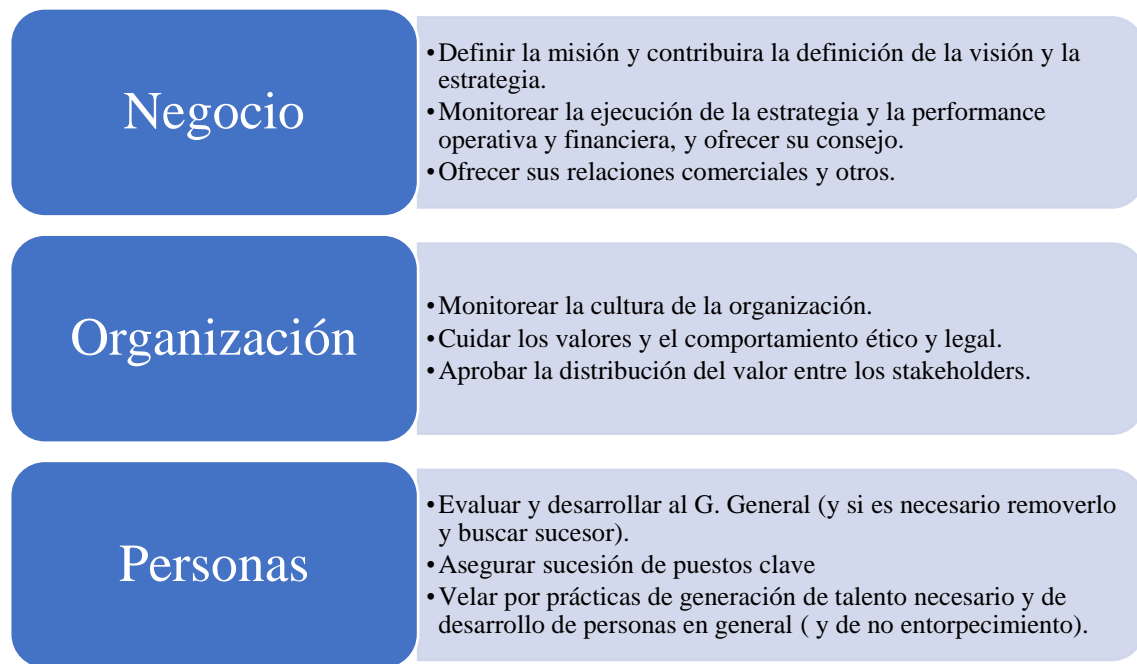 Negocio
•Definir la misión y contribuira la definición de la visión y la
estrategia.
•Monitorear la ejecución de la estrategia y la performance
operativa y financiera, y ofrecer su consejo.
•Ofrecer sus relaciones comerciales y otros.
Organización
•Monitorear la cultura de la organización.
•Cuidar los valores y el comportamiento ético y legal.
•Aprobar la distribución del valor entre los stakeholders.
Personas
•Evaluar y desarrollar al G. General (y si es necesario removerlo
y buscar sucesor).
•Asegurar sucesión de puestos clave
•Velar por prácticas de generación de talento necesario y de
desarrollo de personas en general ( y de no entorpecimiento).